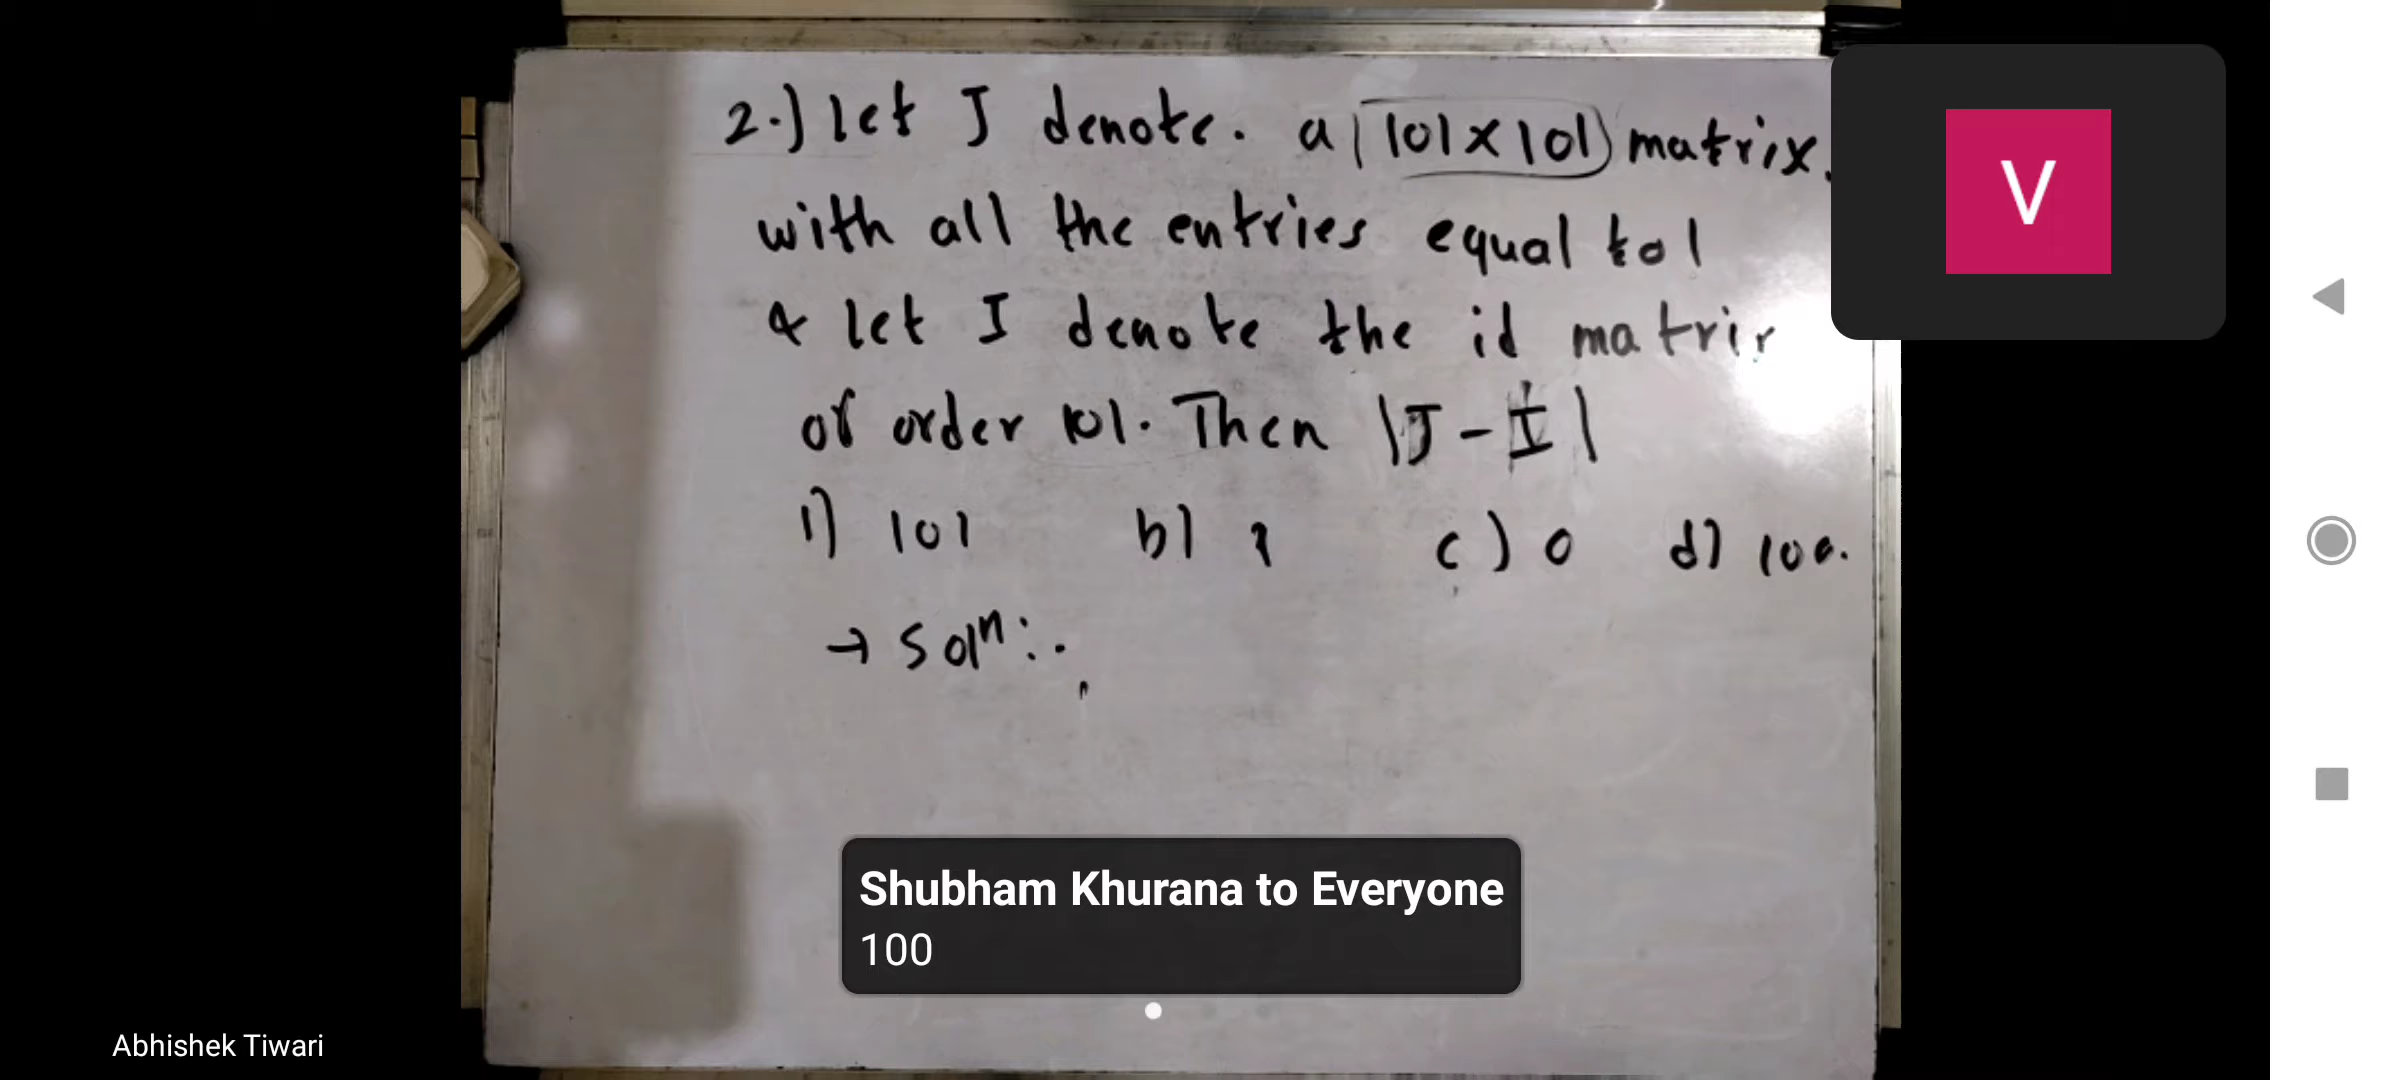 2.) let J denote. a 101 x 101 matrix.
with all the entries equal to 1
& let I denote the id matrix
of order 101. Then |J - I|
1) 101 b) 1 c) 0 d) 100.
→ Solⁿ :.
V
Shubham Khurana to Everyone
100
Abhishek Tiwari